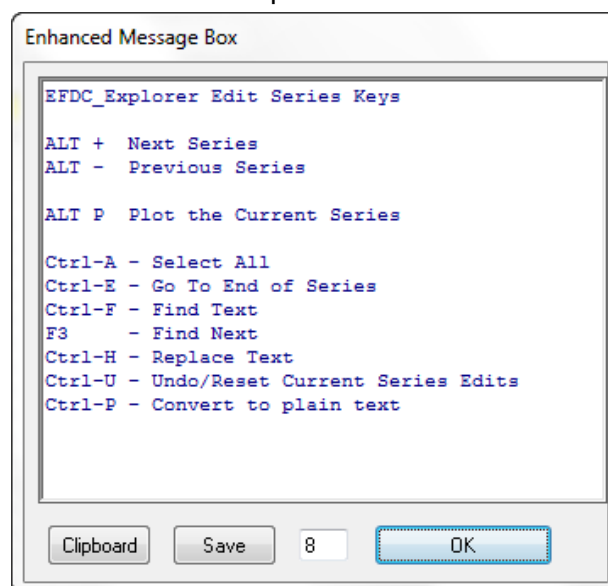 Enhanced Message Box
EFDC_Explorer Edit Series Keys
ALT +  Next Series
ALT -  Previous Series
ALT P  Plot the Current Series
Ctrl-A - Select All
Ctrl-E - Go To End of Series
Ctrl-F - Find Text
F3     - Find Next
Ctrl-H - Replace Text
Ctrl-U - Undo/Reset Current Series Edits
Ctrl-P - Convert to plain text
Clipboard Save 8 OK